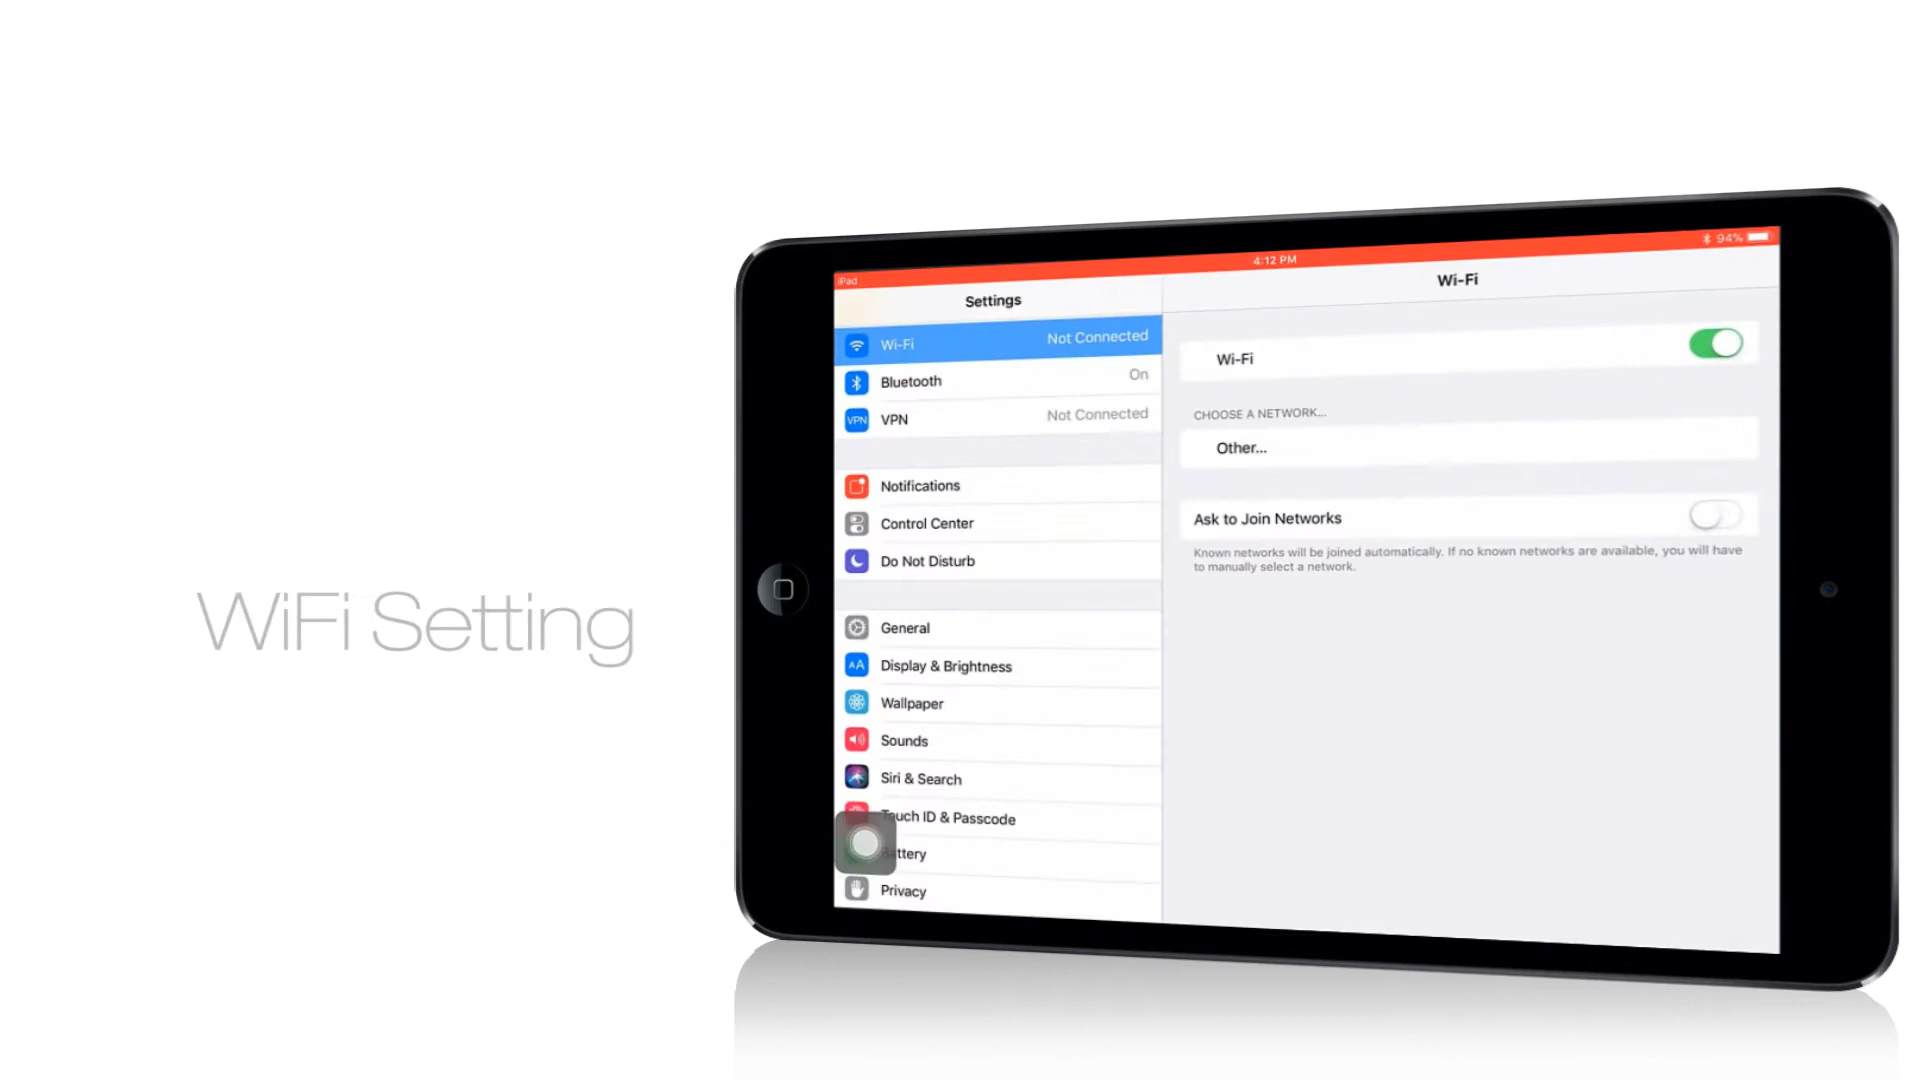 WiFi Setting
iPad
4:12 PM
94%
Settings
Wi-Fi
Wi-Fi Not Connected
Bluetooth On
VPN VPN Not Connected
Notifications
Control Center
Do Not Disturb
General
AA Display & Brightness
Wallpaper
Sounds
Siri & Search
Touch ID & Passcode
ttery
Privacy
Wi-Fi
CHOOSE A NETWORK...
Other...
Ask to Join Networks
Known networks will be joined automatically. If no known networks are available, you will have
to manually select a network.